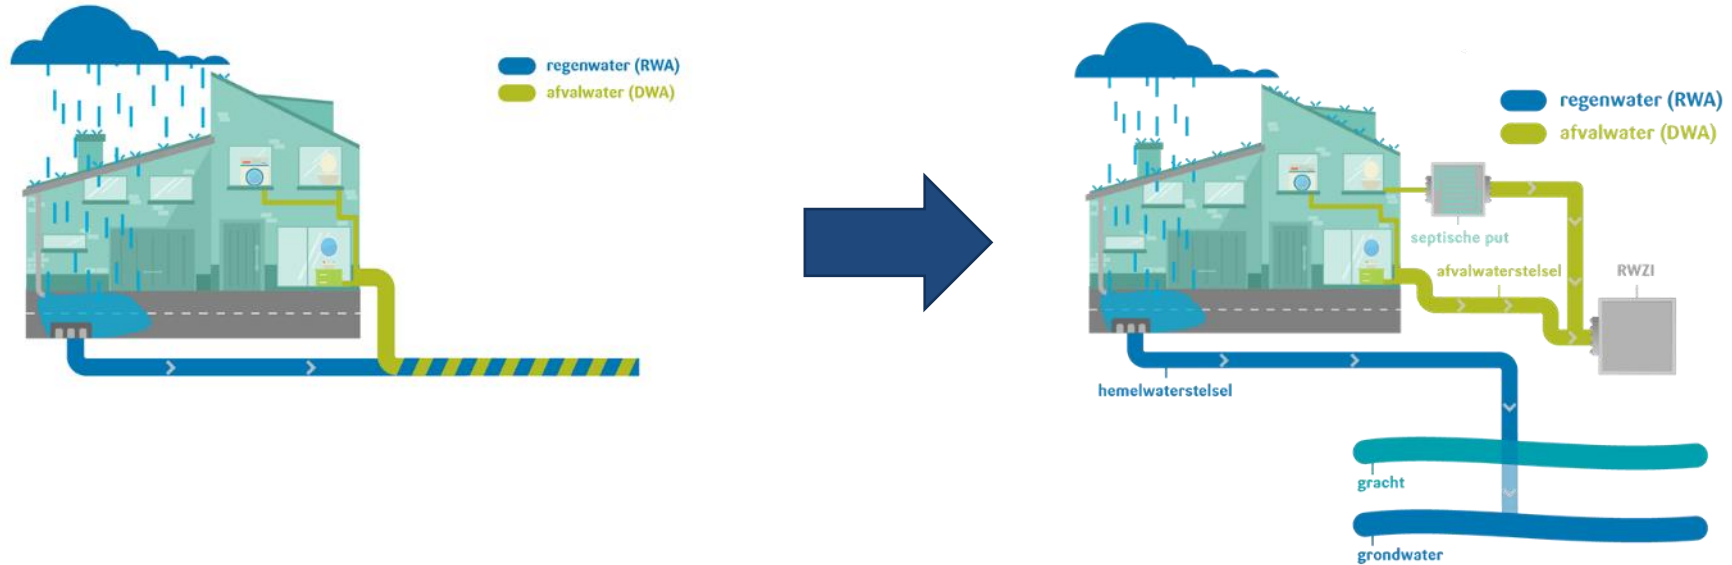 regenwater (RWA)
afvalwater (DWA)
regenwater (RWA)
afvalwater (DWA)
septische put
afvalwaterstelsel
RWZI
hemelwaterstelsel
gracht
grondwater